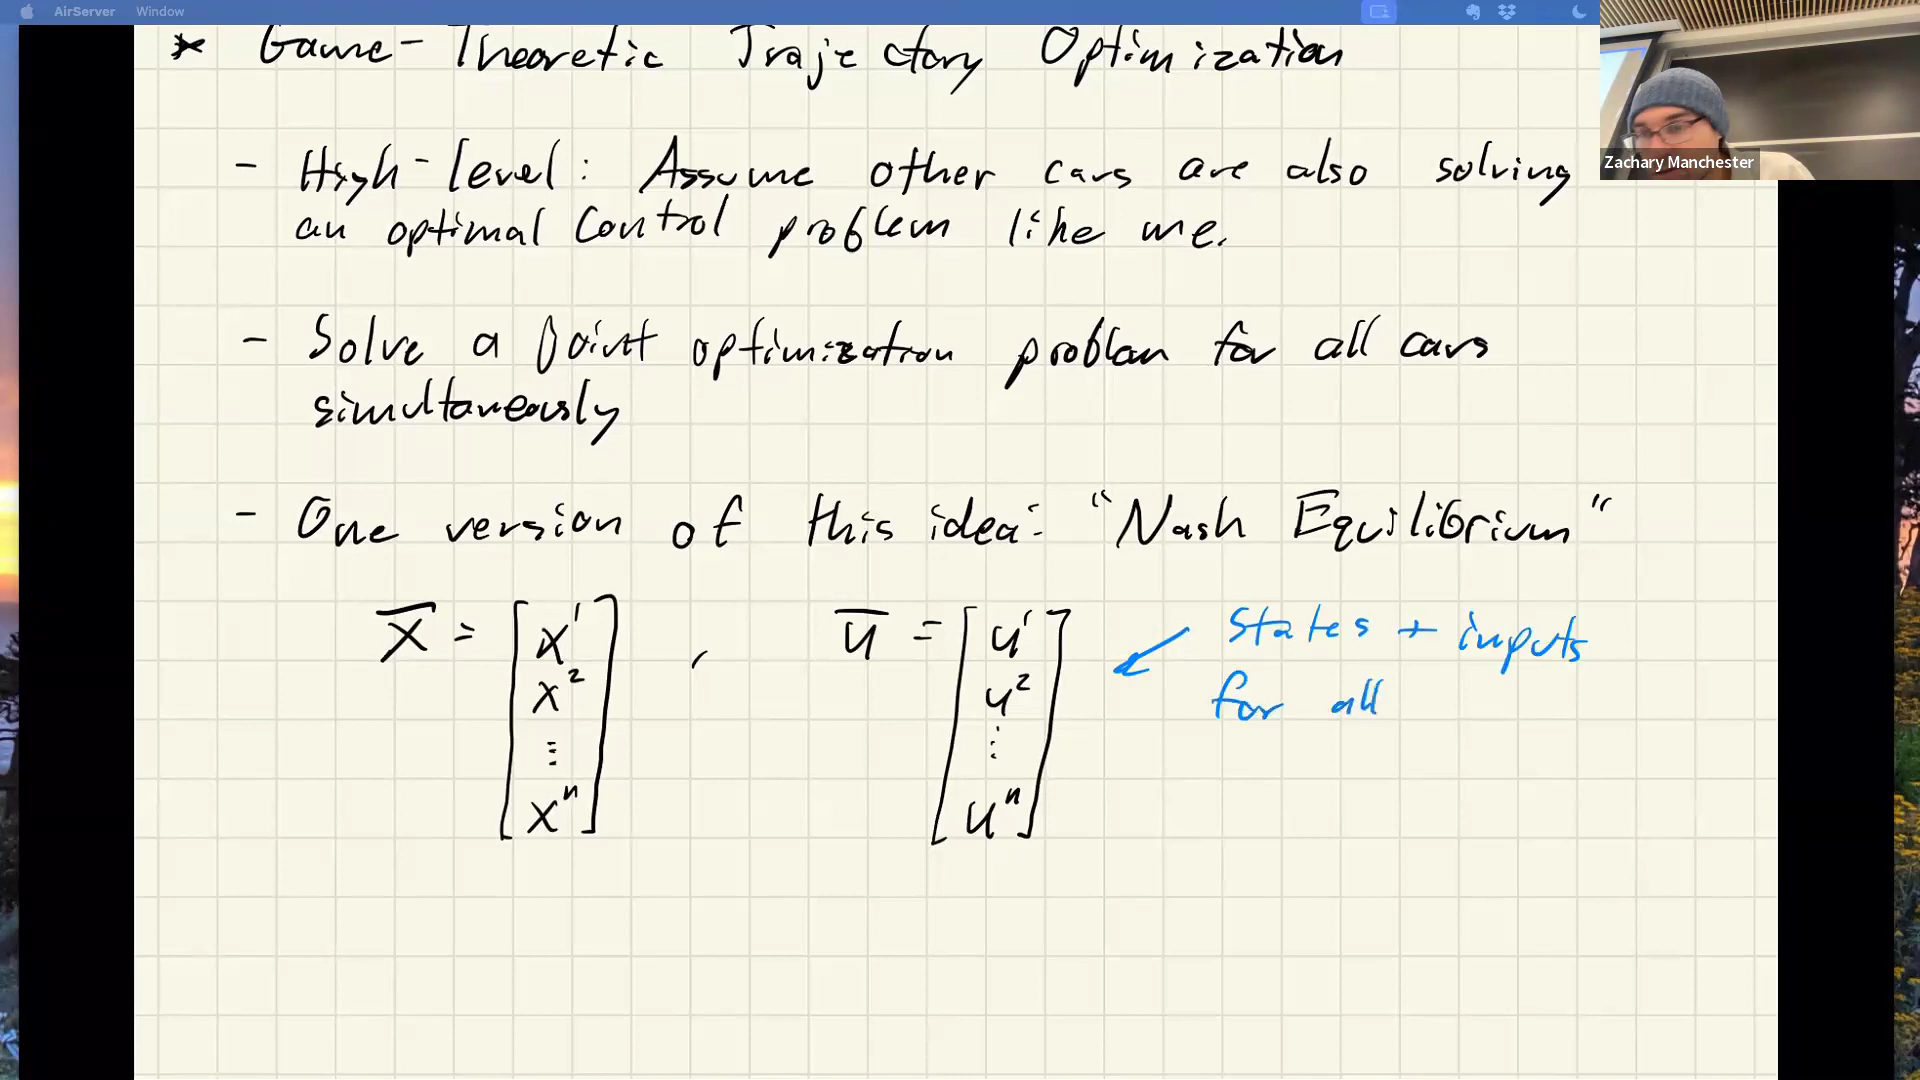 AirServer Window
* Game-Theoretic Trajectory Optimization
Zachary Manchester
- High-level: Assume other cars are also solving
an optimal control problem like me.
- Solve a joint optimization problem for all cars
simultaneously
- One version of this idea: "Nash Equilibrium"
x̄ = [x¹ x² ⋮ xⁿ] , ū = [u¹ u² ⋮ uⁿ]
states + inputs
for all